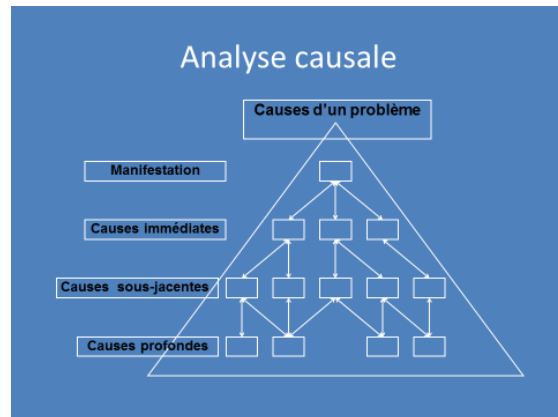 Analyse causale
Causes d'un problème
Manifestation
Causes immédiates
Causes sous-jacentes
Causes profondes